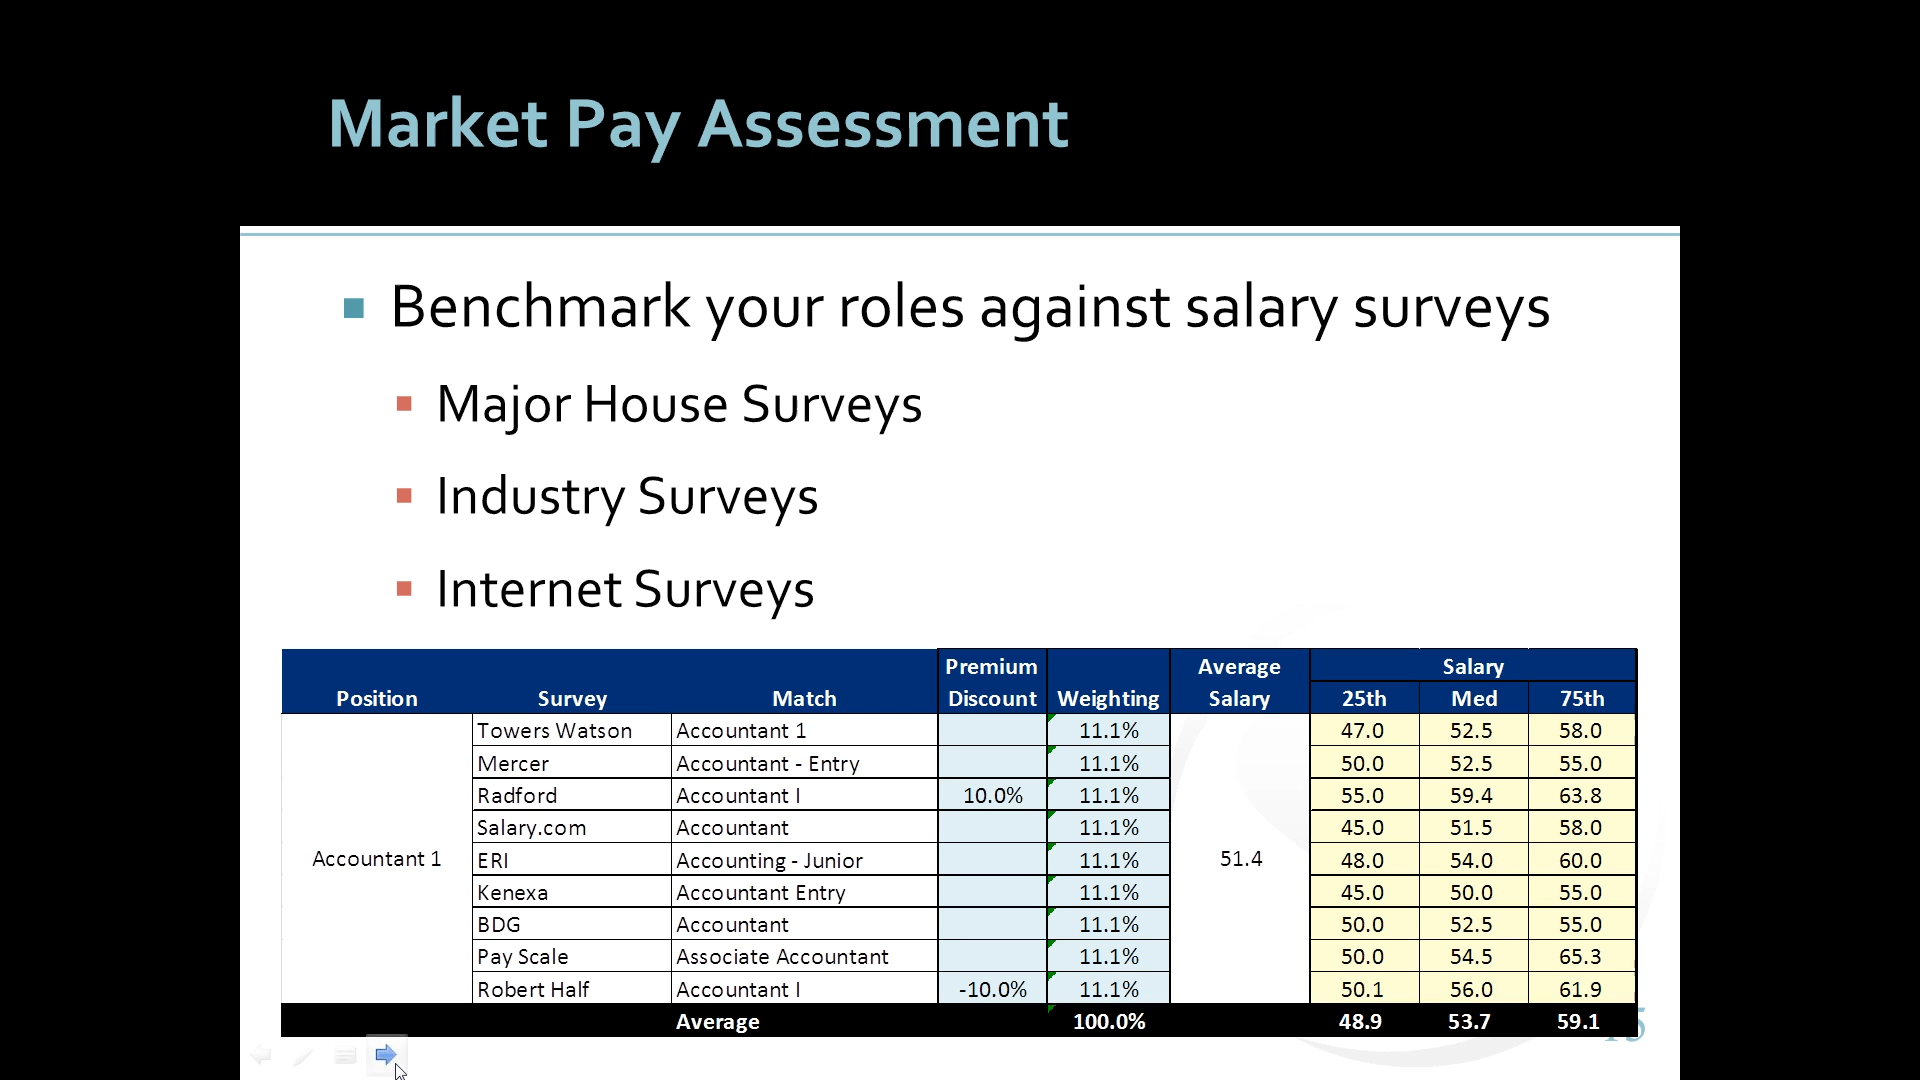 Market Pay Assessment
Benchmark your roles against salary surveys
Major House Surveys
Industry Surveys
Internet Surveys
Position Survey Match Premium Discount Weighting Average Salary Salary 25th Med 75th
Towers Watson Accountant 1 11.1% 47.0 52.5 58.0
Mercer Accountant - Entry 11.1% 50.0 52.5 55.0
Radford Accountant I 10.0% 11.1% 55.0 59.4 63.8
Salary.com Accountant 11.1% 45.0 51.5 58.0
Accountant 1 ERI Accounting - Junior 11.1% 51.4 48.0 54.0 60.0
Kenexa Accountant Entry 11.1% 45.0 50.0 55.0
BDG Accountant 11.1% 50.0 52.5 55.0
Pay Scale Associate Accountant 11.1% 50.0 54.5 65.3
Robert Half Accountant I -10.0% 11.1% 50.1 56.0 61.9
Average 100.0% 48.9 53.7 59.1